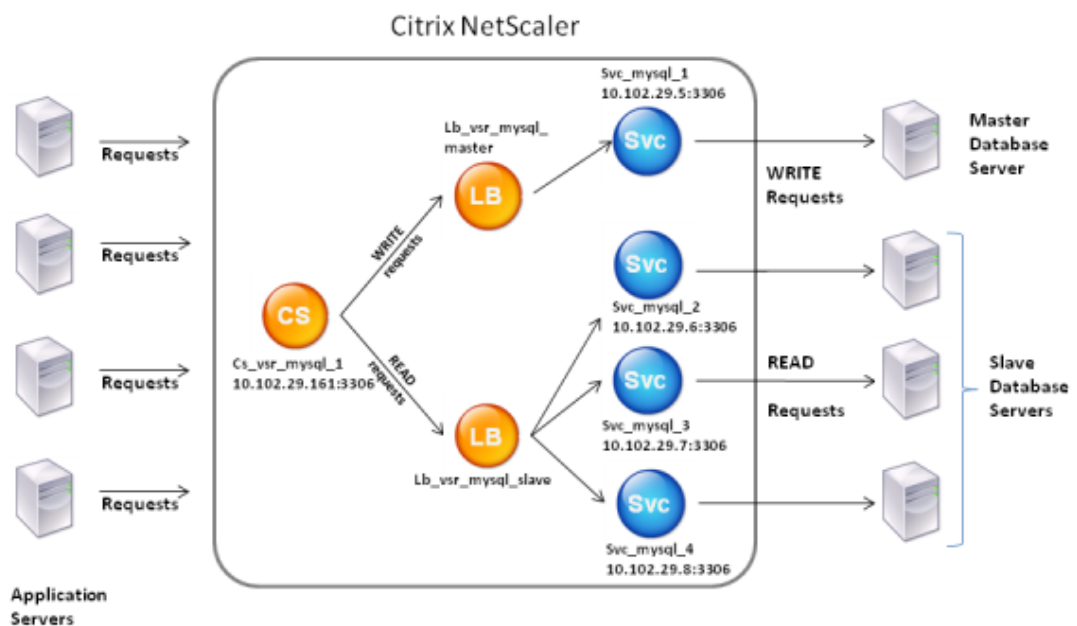 Citrix NetScaler
Requests
Requests
Requests
Requests
Application
Servers
CS
Cs_vsr_mysql_1
10.102.29.161:3306
WRITE
requests
READ
requests
Lb_vsr_mysql_
master
LB
LB
Lb_vsr_mysql_slave
Svc_mysql_1
10.102.29.5:3306
Svc
Svc
Svc_mysql_2
10.102.29.6:3306
Svc
Svc_mysql_3
10.102.29.7:3306
Svc
Svc_mysql_4
10.102.29.8:3306
WRITE
Requests
READ
Requests
Master
Database
Server
Slave
Database
Servers